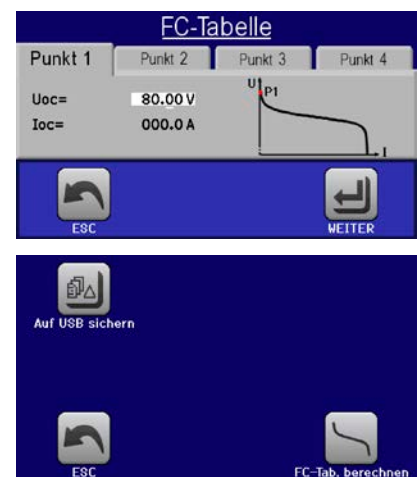 FC-Tabelle
Punkt 1 Punkt 2 Punkt 3 Punkt 4
Uoc= 80.00 V
Ioc= 000.0 A
U
P1
I
ESC WEITER
Auf USB sichern
ESC FC-Tab. berechnen